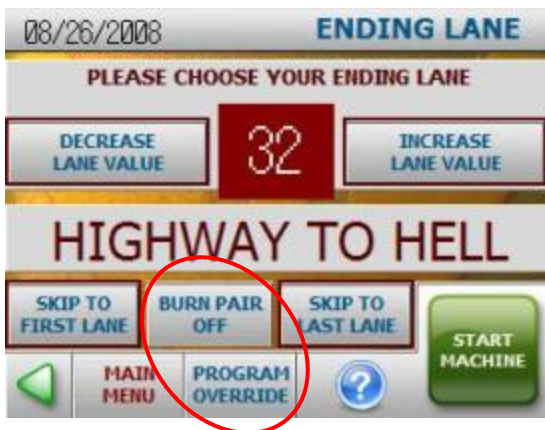 08/26/2008 ENDING LANE
PLEASE CHOOSE YOUR ENDING LANE
DECREASE
LANE VALUE
32
INCREASE
LANE VALUE
HIGHWAY TO HELL
SKIP TO
FIRST LANE
BURN PAIR
OFF
SKIP TO
LAST LANE
START
MACHINE
MAIN
MENU
PROGRAM
OVERRIDE
?